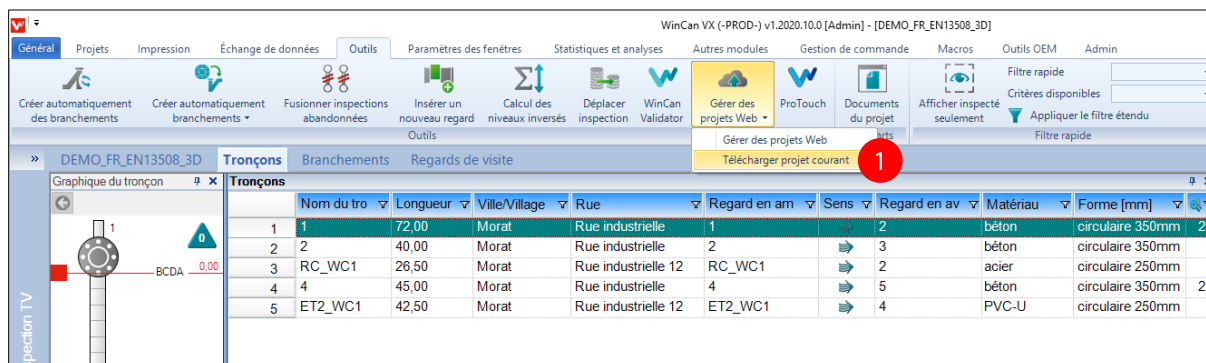 WinCan VX (-PROD-) v1.2020.10.0 [Admin] - [DEMO_FR_EN13508_3D]
Général Projets Impression Échange de données Outils Paramètres des fenêtres Statistiques et analyses Autres modules Gestion de commande Macros Outils OEM Admin
Créer automatiquement des branchements
Créer automatiquement branchements
Fusionner inspections abandonnées
Insérer un nouveau regard
Calcul des niveaux inversés
Déplacer inspection
WinCan Validator
Gérer des projets Web
ProTouch
Documents du projet
Afficher inspecté seulement
Filtre rapide
Critères disponibles
Appliquer le filtre étendu
Outils
Filtre rapide
Gérer des projets Web
Télécharger projet courant
1
» DEMO_FR_EN13508_3D Tronçons Branchements Regards de visite
Graphique du tronçon
Tronçons
Nom du tro Longueur Ville/Village Rue Regard en am Sens Regard en av Matériau Forme [mm]
1 1 72,00 Morat Rue industrielle 1 2 béton circulaire 350mm 2
2 2 40,00 Morat Rue industrielle 2 3 béton circulaire 350mm
3 RC_WC1 26,50 Morat Rue industrielle 12 RC_WC1 2 acier circulaire 250mm
4 4 45,00 Morat Rue industrielle 4 5 béton circulaire 350mm 2
5 ET2_WC1 42,50 Morat Rue industrielle 12 ET2_WC1 4 PVC-U circulaire 250mm
1
0
BCDA 0,00